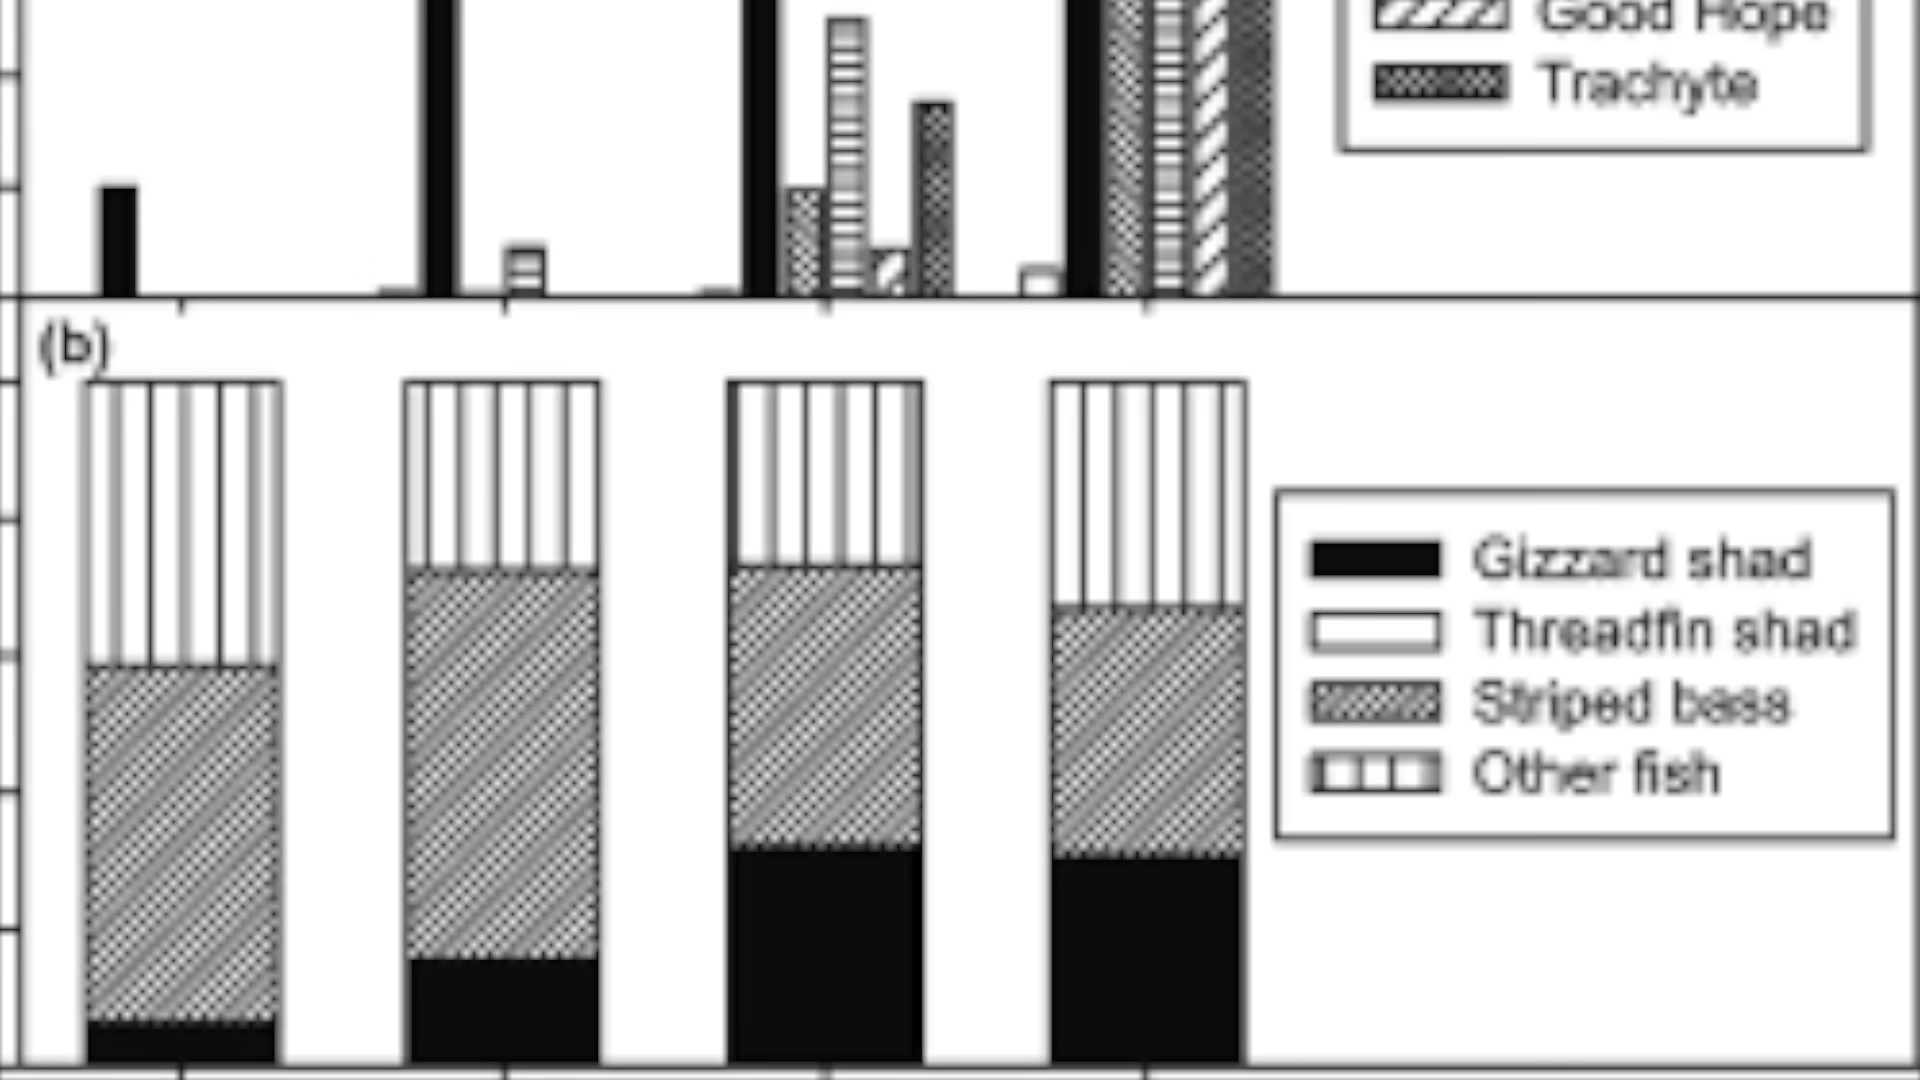 Good Hope
Trachyte
(b)
Gizzard shad
Threadfin shad
Striped bass
Other fish